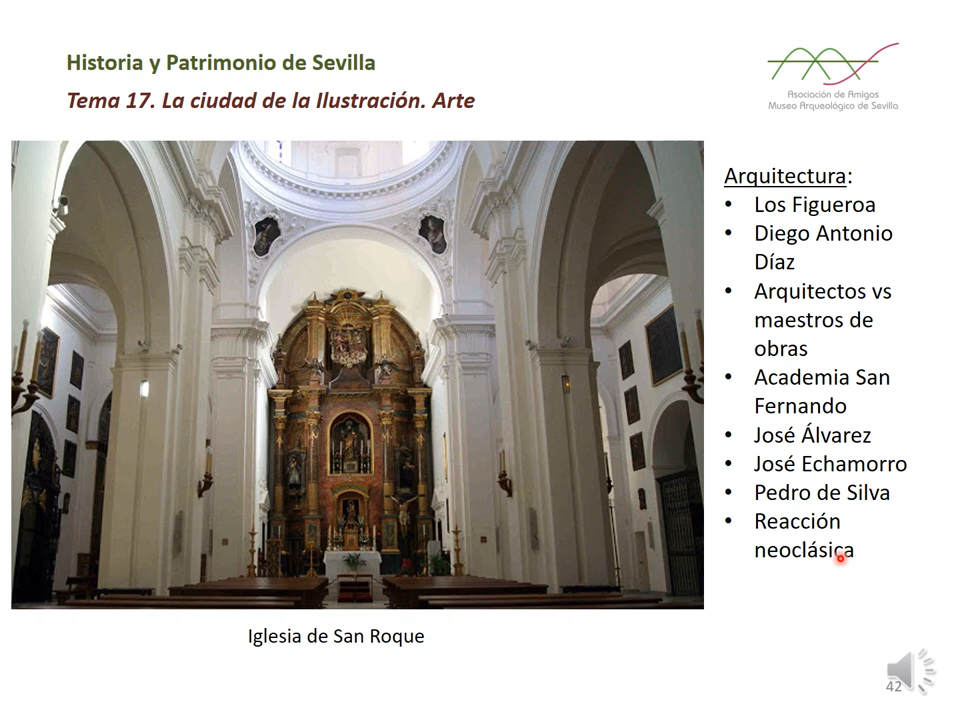 Historia y Patrimonio de Sevilla
Tema 17. La ciudad de la Ilustración. Arte
Asociación de Amigos
Museo Arqueológico de Sevilla
Arquitectura:
• Los Figueroa
• Diego Antonio
Díaz
• Arquitectos vs
maestros de
obras
• Academia San
Fernando
• José Álvarez
• José Echamorro
• Pedro de Silva
• Reacción
neoclásica
Iglesia de San Roque
42